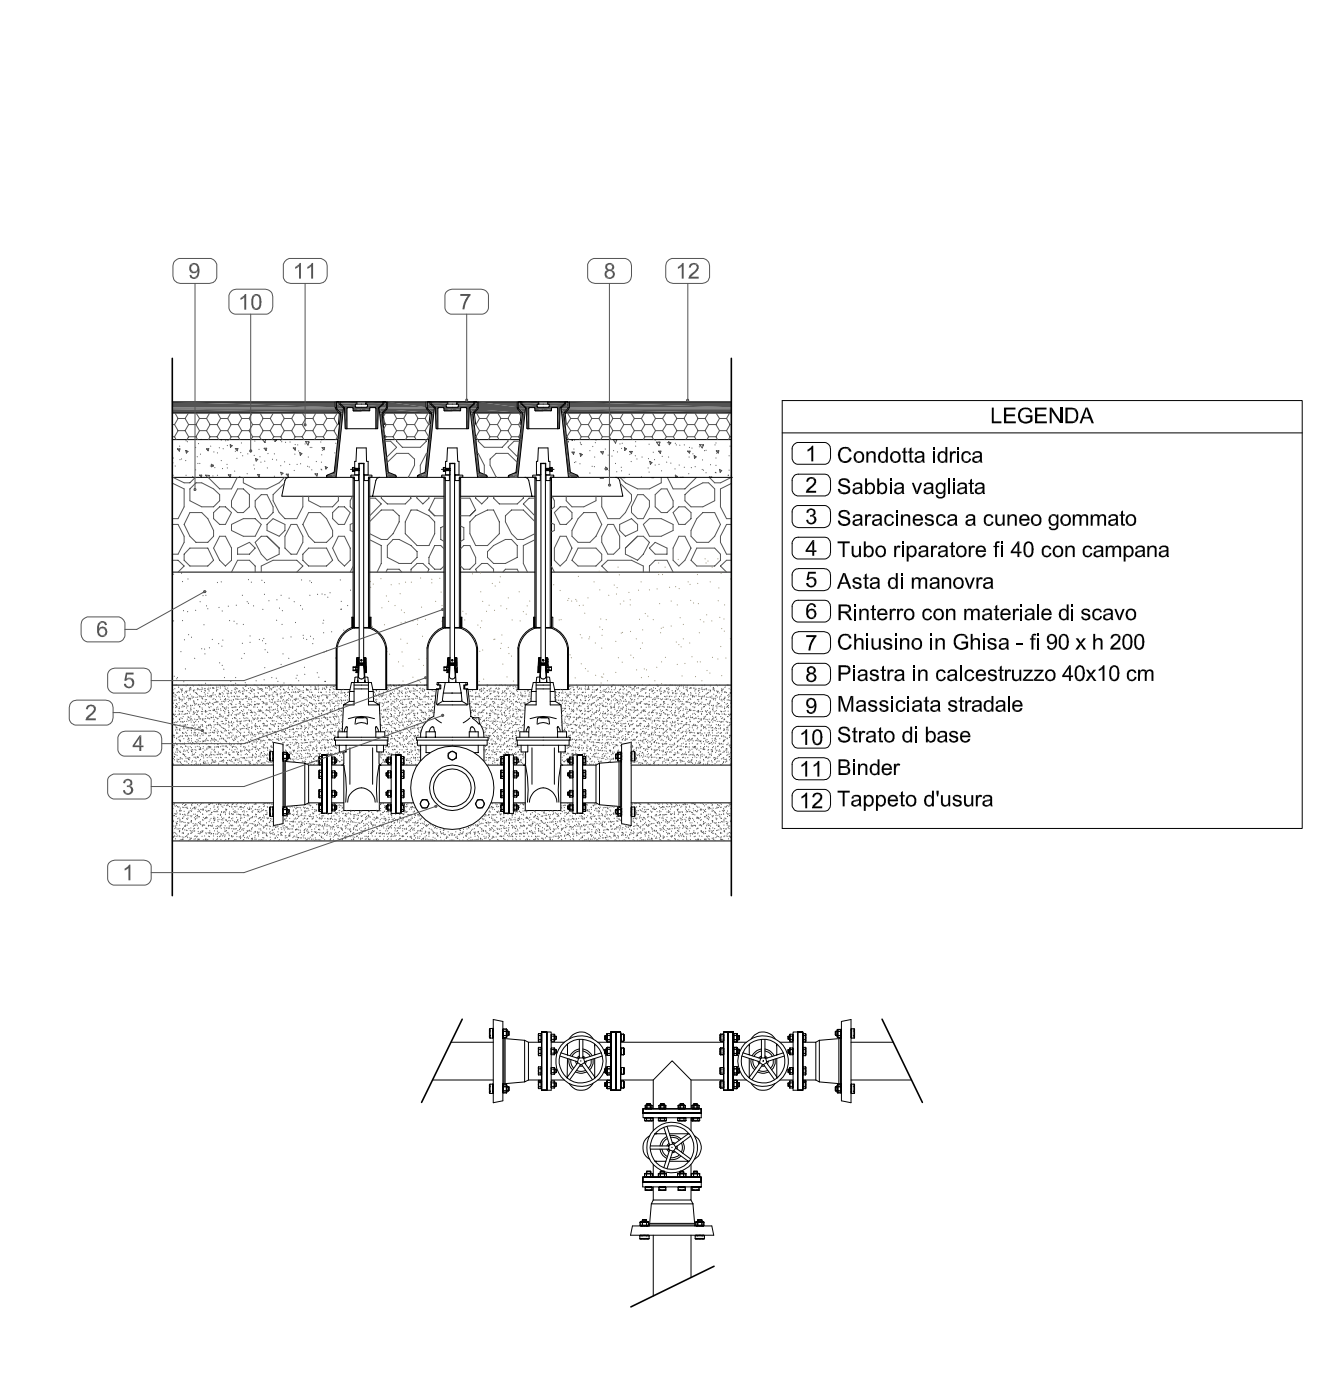 9
11
8
12
10
7
6
5
2
4
3
1
LEGENDA
1 Condotta idrica
2 Sabbia vagliata
3 Saracinesca a cuneo gommato
4 Tubo riparatore fi 40 con campana
5 Asta di manovra
6 Rinterro con materiale di scavo
7 Chiusino in Ghisa - fi 90 x h 200
8 Piastra in calcestruzzo 40x10 cm
9 Massiciata stradale
10 Strato di base
11 Binder
12 Tappeto d'usura